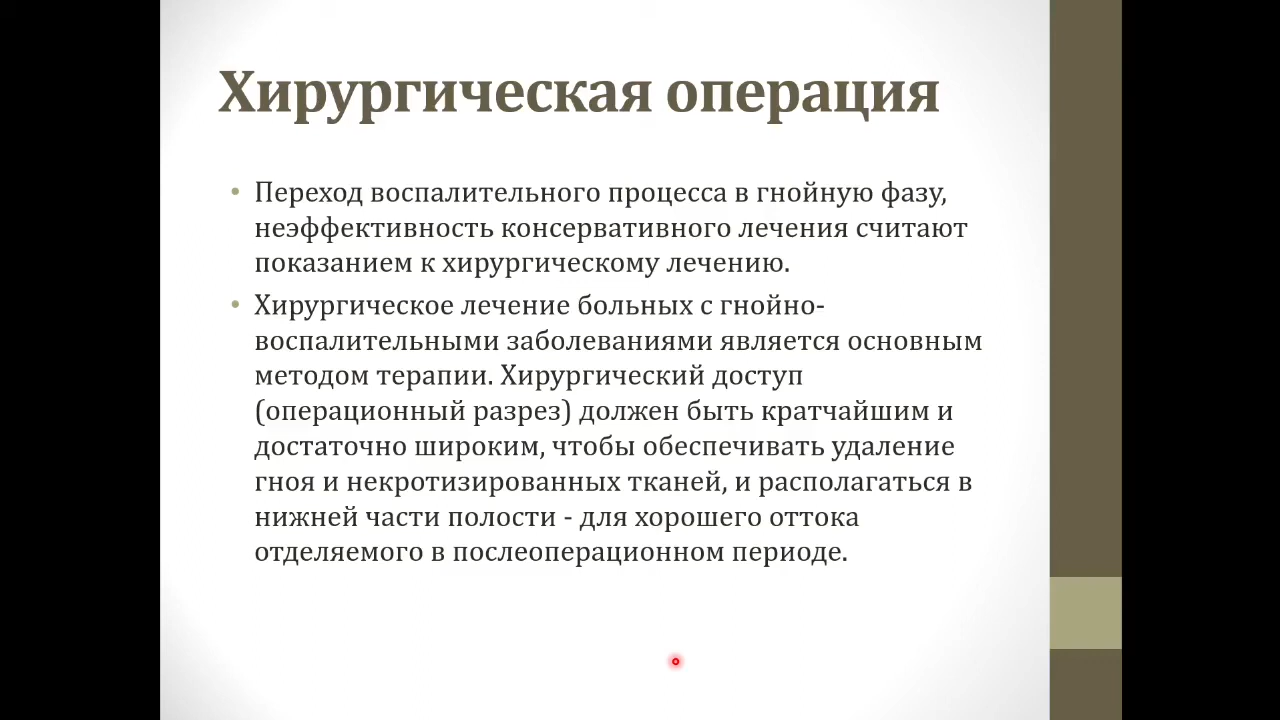 Хирургическая операция
• Переход воспалительного процесса в гнойную фазу,
неэффективность консервативного лечения считают
показанием к хирургическому лечению.
• Хирургическое лечение больных с гнойно-
воспалительными заболеваниями является основным
методом терапии. Хирургический доступ
(операционный разрез) должен быть кратчайшим и
достаточно широким, чтобы обеспечивать удаление
гноя и некротизированных тканей, и располагаться в
нижней части полости - для хорошего оттока
отделяемого в послеоперационном периоде.